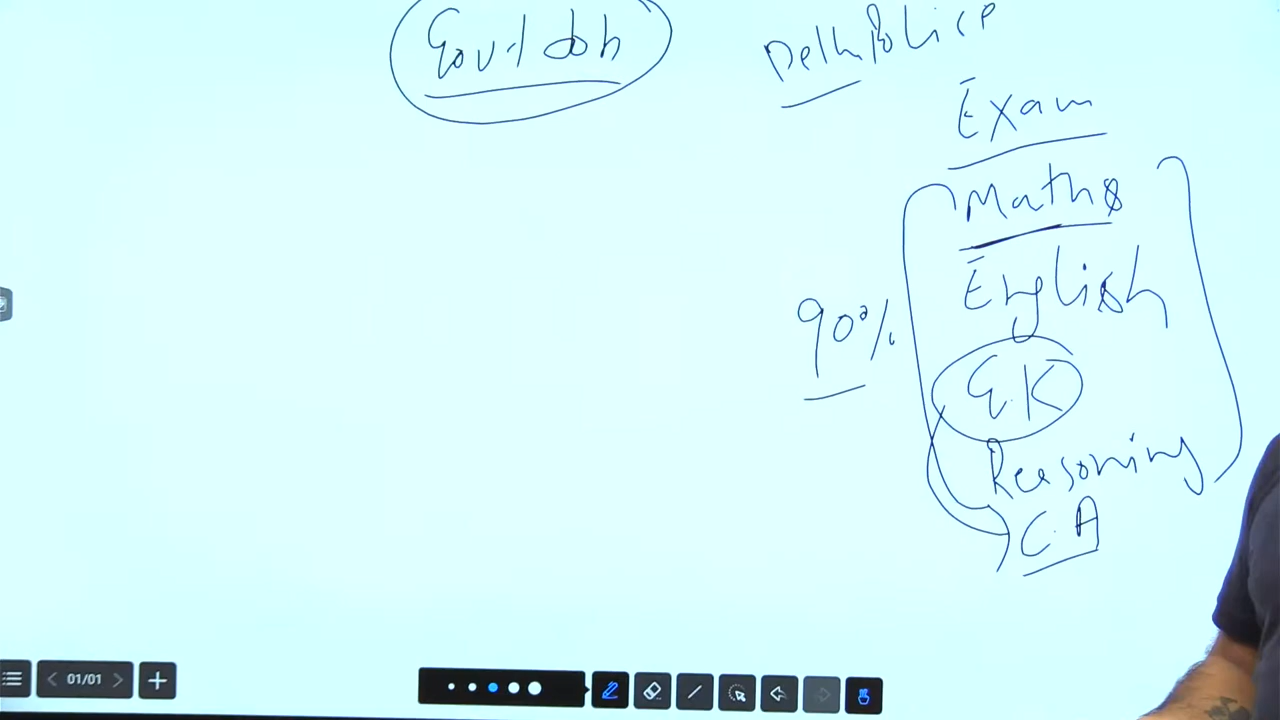 Govt Job
Delhi Police
Exam
Maths
English
90%
G.K
Reasoning
C.A
01/01